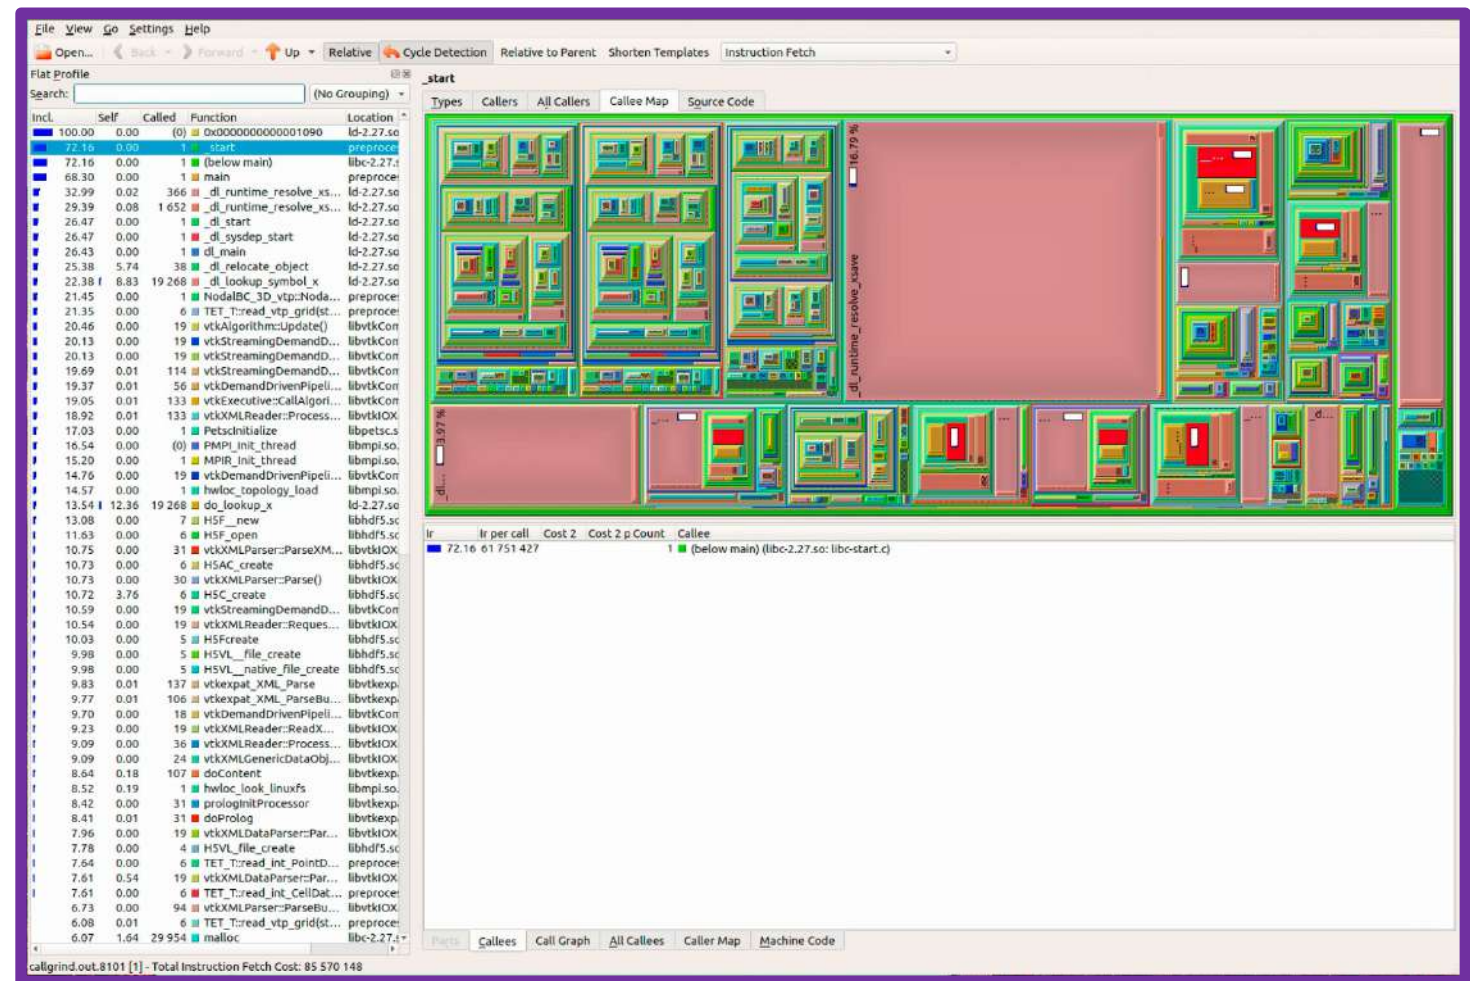 File View Go Settings Help
Open... Back Forward Up Relative Cycle Detection Relative to Parent Shorten Templates Instruction Fetch
Flat Profile
Search: (No Grouping)
_start
Types Callers All Callers Callee Map Source Code
Incl. Self Called Function Location
100.00 0.00 (0) 0x0000000000001090 ld-2.27.so
72.16 0.00 1 _start preproces
72.16 0.00 1 (below main) libc-2.27.s
68.30 0.00 1 main preproces
32.99 0.02 366 _dl_runtime_resolve_xs... ld-2.27.so
29.39 0.08 1 652 _dl_runtime_resolve_xs... ld-2.27.so
26.47 0.00 1 _dl_start ld-2.27.so
26.47 0.00 1 _dl_sysdep_start ld-2.27.so
26.43 0.00 1 dl_main ld-2.27.so
25.38 5.74 38 _dl_relocate_object ld-2.27.so
22.38 8.83 19 268 _dl_lookup_symbol_x ld-2.27.so
21.45 0.00 1 NodalBC_3D_vtp::Noda... preproces
21.35 0.00 6 TET_T::read_vtp_grid(st... preproces
20.46 0.00 19 vtkAlgorithm::Update() libvtkCom
20.13 0.00 19 vtkStreamingDemandD... libvtkCom
20.13 0.00 19 vtkStreamingDemandD... libvtkCom
19.69 0.01 114 vtkStreamingDemandD... libvtkCom
19.37 0.01 56 vtkDemandDrivenPipeli... libvtkCom
19.05 0.01 133 vtkExecutive::CallAlgori... libvtkCom
18.92 0.01 133 vtkXMLReader::Process... libvtkIOX
17.03 0.00 1 PetscInitialize libpetsc.s
16.54 0.00 (0) PMPI_Init_thread libmpi.so.
15.20 0.00 1 MPIR_Init_thread libmpi.so.
14.76 0.00 19 vtkDemandDrivenPipeli... libvtkCom
14.57 0.00 1 hwloc_topology_load libmpi.so.
13.54 12.36 19 268 do_lookup_x ld-2.27.so
13.08 0.00 7 H5F__new libhdf5.so
11.63 0.00 6 H5F_open libhdf5.so
10.75 0.00 31 vtkXMLParser::ParseXM... libvtkIOX
10.73 0.00 6 H5AC_create libhdf5.so
10.73 0.00 30 vtkXMLParser::Parse() libvtkIOX
10.72 3.76 6 H5C_create libhdf5.so
10.59 0.00 19 vtkStreamingDemandD... libvtkCom
10.54 0.00 19 vtkXMLReader::Reques... libvtkIOX
10.03 0.00 5 H5Fcreate libhdf5.so
9.98 0.00 5 H5VL__file_create libhdf5.so
9.98 0.00 5 H5VL__native_file_create libhdf5.so
9.83 0.01 137 vtkexpat_XML_Parse libvtkexp
9.77 0.01 106 vtkexpat_XML_ParseBu... libvtkexp
9.70 0.00 18 vtkDemandDrivenPipeli... libvtkCom
9.23 0.00 19 vtkXMLReader::ReadX... libvtkIOX
9.09 0.00 36 vtkXMLReader::Process... libvtkIOX
9.09 0.00 24 vtkXMLGenericDataObj... libvtkIOX
8.64 0.18 107 doContent libvtkexp
8.52 0.19 1 hwloc_look_linuxfs libmpi.so.
8.42 0.00 31 prologInitProcessor libvtkexp
8.41 0.01 31 doProlog libvtkexp
7.96 0.00 19 vtkXMLDataParser::Par... libvtkIOX
7.78 0.00 4 H5VL_file_create libhdf5.so
7.64 0.00 6 TET_T::read_int_PointD... preproces
7.61 0.54 19 vtkXMLDataParser::Par... libvtkIOX
7.61 0.00 6 TET_T::read_int_CellDat... preproces
6.73 0.00 94 vtkXMLParser::ParseBu... libvtkIOX
6.08 0.01 6 TET_T::read_vtp_grid(st... preproces
6.07 1.64 29 954 malloc libc-2.27.s
_dl_runtime_resolve_xsave 16.79 %
_dl... 3.97 %
_d...
Ir Ir per call Cost 2 Cost 2 p Count Callee
72.16 61 751 427 1 (below main) (libc-2.27.so: libc-start.c)
Parts Callees Call Graph All Callees Caller Map Machine Code
callgrind.out.8101 [1] - Total Instruction Fetch Cost: 85 570 148